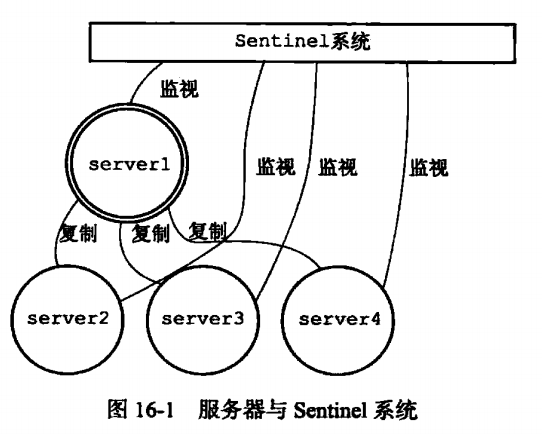 Sentinel系统
监视
server1
监视 监视 监视
复制 复制 复制
server2 server3 server4
图 16-1 服务器与 Sentinel 系统